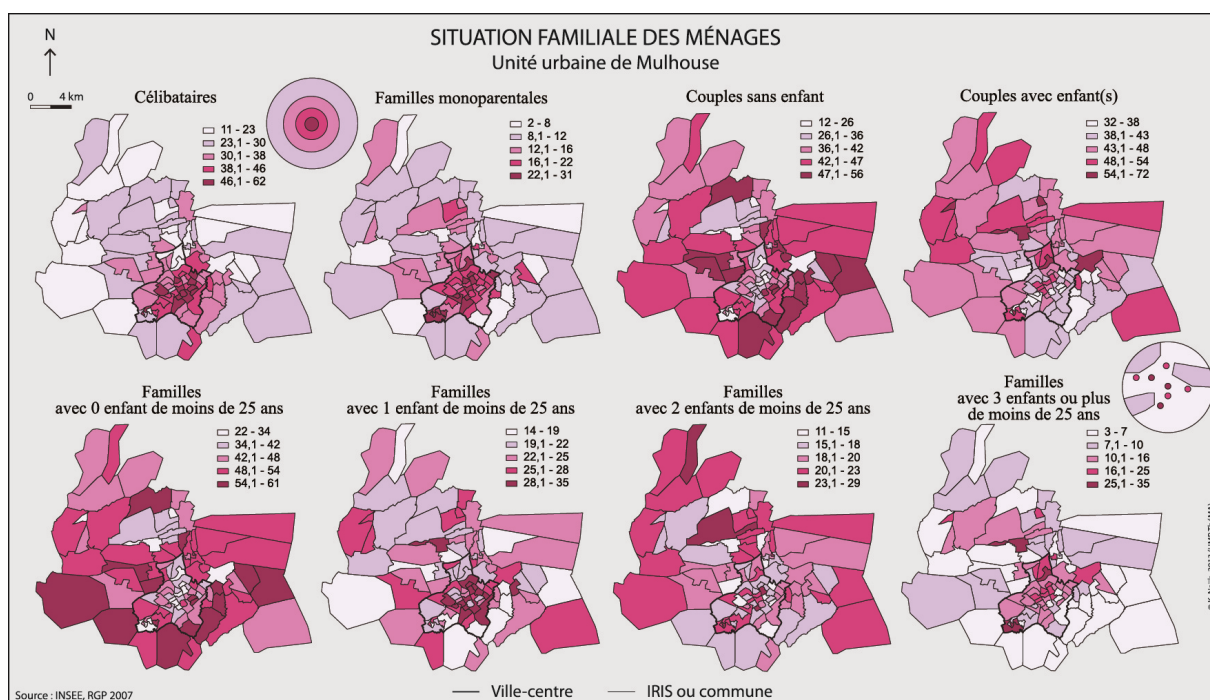 SITUATION FAMILIALE DES MÉNAGES
Unité urbaine de Mulhouse
N
0 4 km
Célibataires
11 - 23
23,1 - 30
30,1 - 38
38,1 - 46
46,1 - 62
Familles monoparentales
2 - 8
8,1 - 12
12,1 - 16
16,1 - 22
22,1 - 31
Couples sans enfant
12 - 26
26,1 - 36
36,1 - 42
42,1 - 47
47,1 - 56
Couples avec enfant(s)
32 - 38
38,1 - 43
43,1 - 48
48,1 - 54
54,1 - 72
Familles
avec 0 enfant de moins de 25 ans
22 - 34
34,1 - 42
42,1 - 48
48,1 - 54
54,1 - 61
Familles
avec 1 enfant de moins de 25 ans
14 - 19
19,1 - 22
22,1 - 25
25,1 - 28
28,1 - 35
Familles
avec 2 enfants de moins de 25 ans
11 - 15
15,1 - 18
18,1 - 20
20,1 - 23
23,1 - 29
Familles
avec 3 enfants ou plus
de moins de 25 ans
3 - 7
7,1 - 10
10,1 - 16
16,1 - 25
25,1 - 35
Source : INSEE, RGP 2007
Ville-centre
IRIS ou commune